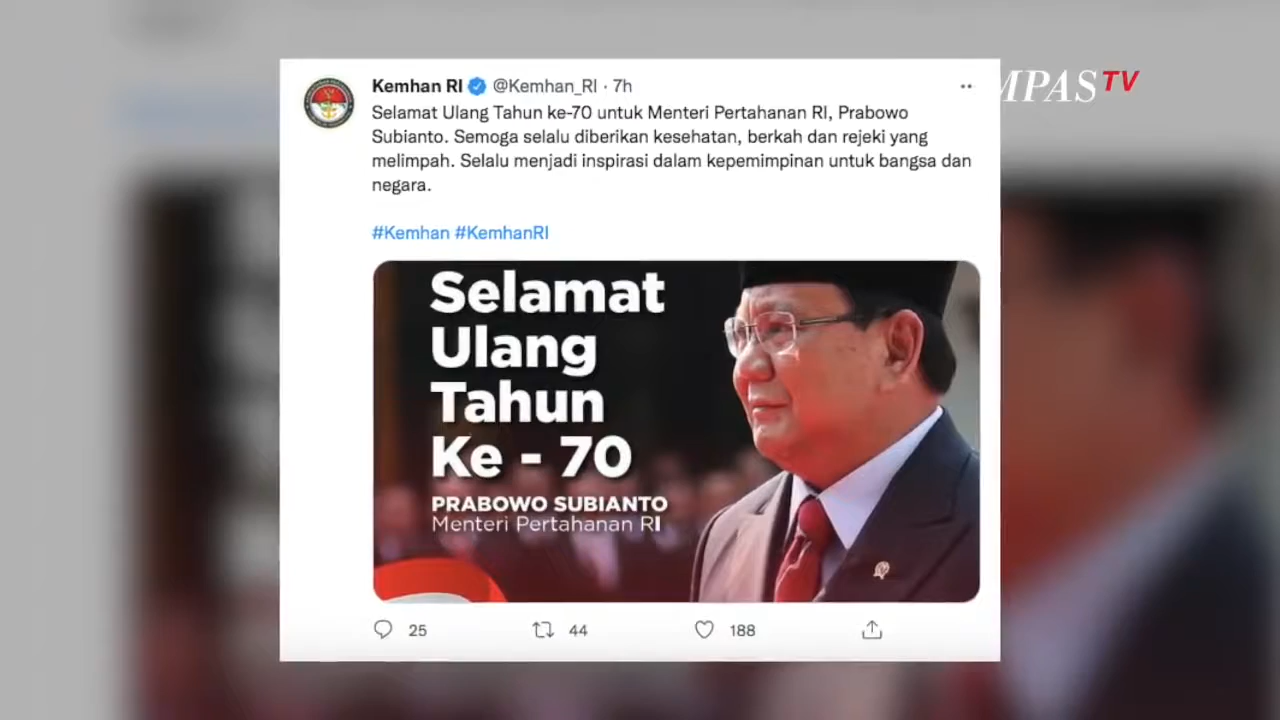 Kemhan RI @Kemhan_RI · 7h
MPAS TV
Selamat Ulang Tahun ke-70 untuk Menteri Pertahanan RI, Prabowo
Subianto. Semoga selalu diberikan kesehatan, berkah dan rejeki yang
melimpah. Selalu menjadi inspirasi dalam kepemimpinan untuk bangsa dan
negara.
#Kemhan #KemhanRI
Selamat
Ulang
Tahun
Ke - 70
PRABOWO SUBIANTO
Menteri Pertahanan RI
25 44 188